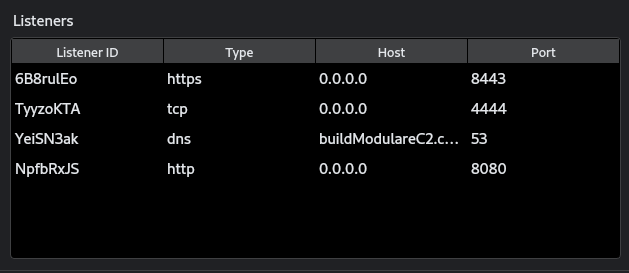 Listeners
Listener ID Type Host Port
6B8rulEo https 0.0.0.0 8443
TyyzoKTA tcp 0.0.0.0 4444
YeiSN3ak dns buildModulareC2.c... 53
NpfbRxJS http 0.0.0.0 8080